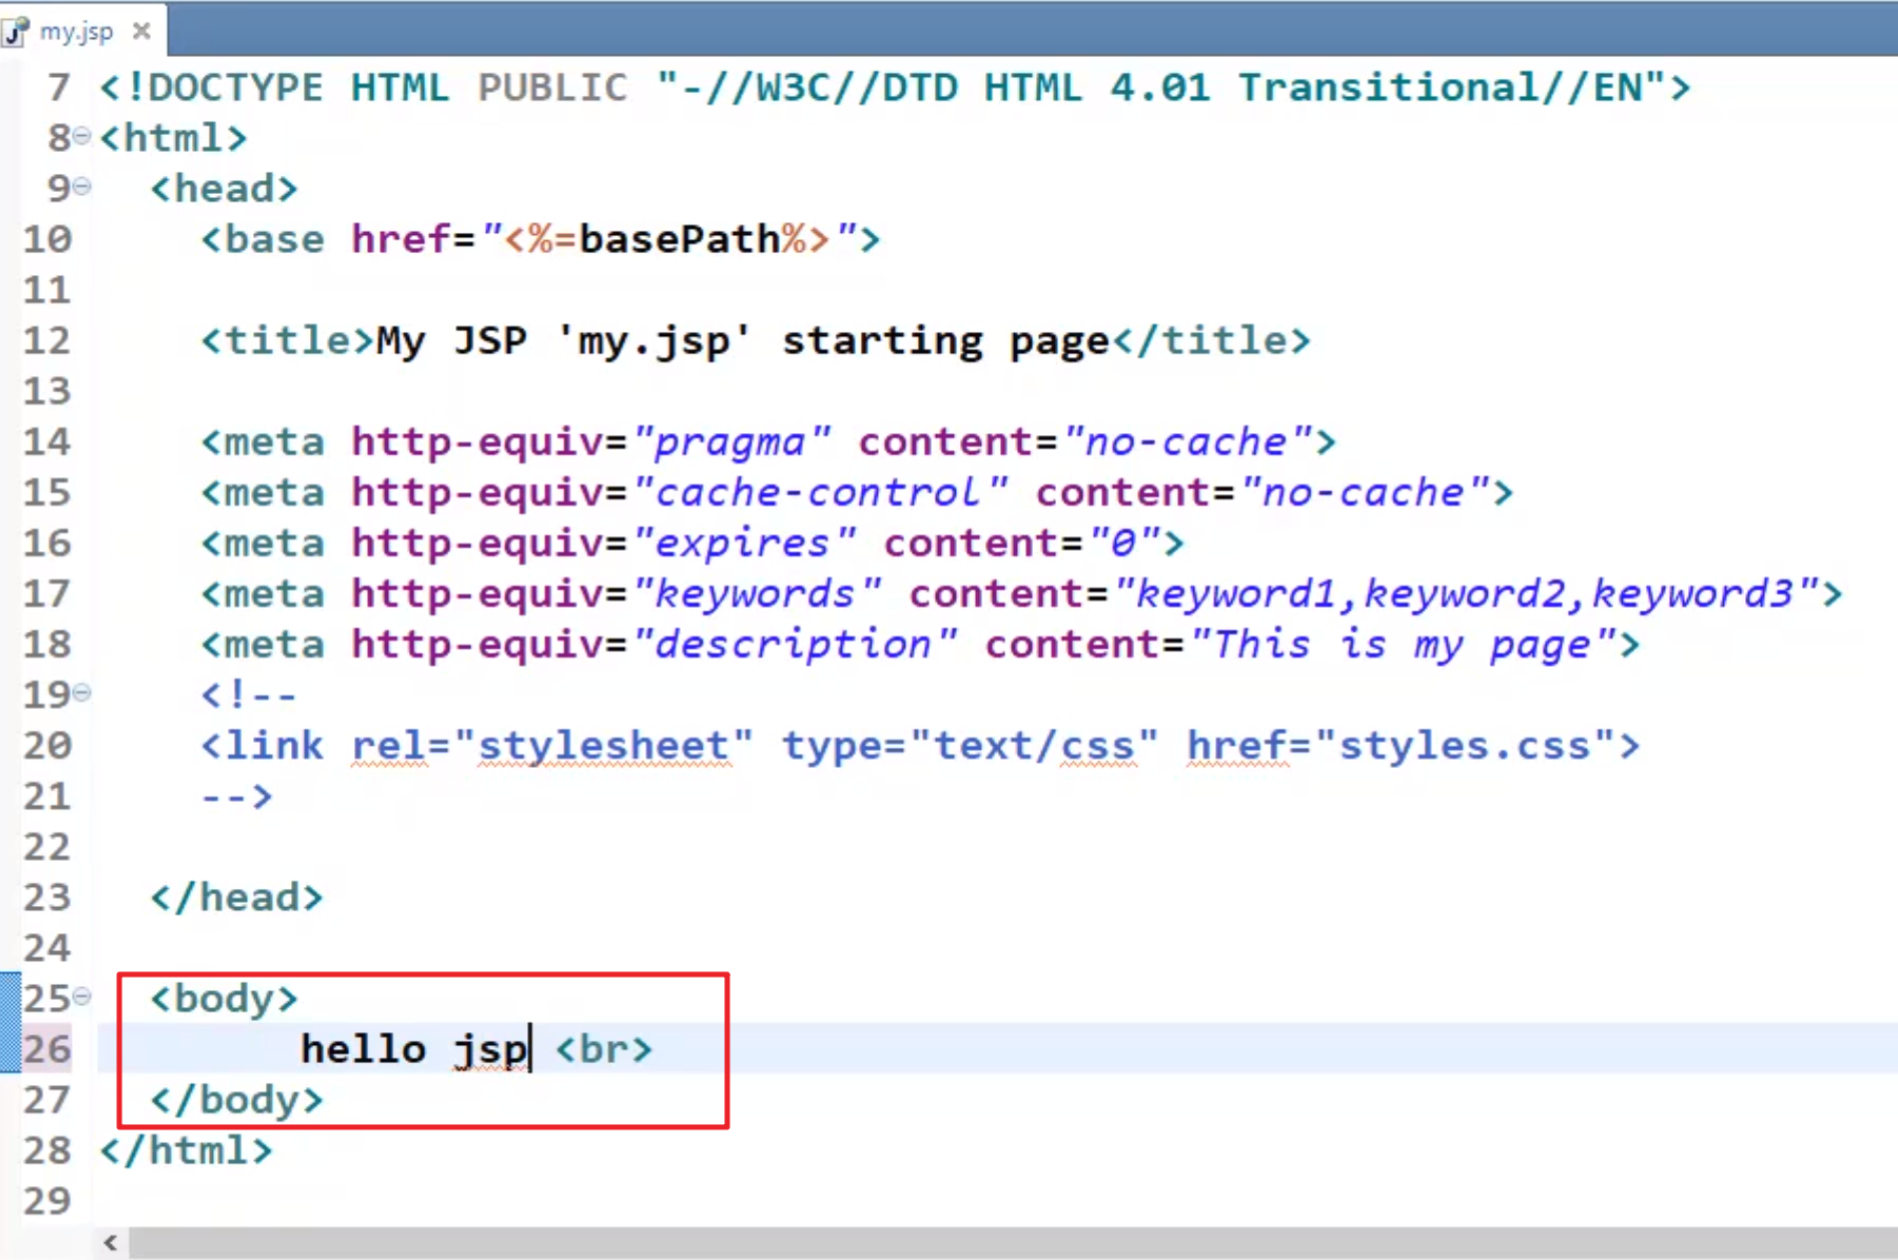 my.jsp
7 <!DOCTYPE HTML PUBLIC "-//W3C//DTD HTML 4.01 Transitional//EN">
8 <html>
9 <head>
10 <base href="<%=basePath%>">
11
12 <title>My JSP 'my.jsp' starting page</title>
13
14 <meta http-equiv="pragma" content="no-cache">
15 <meta http-equiv="cache-control" content="no-cache">
16 <meta http-equiv="expires" content="0">
17 <meta http-equiv="keywords" content="keyword1,keyword2,keyword3">
18 <meta http-equiv="description" content="This is my page">
19 <!--
20 <link rel="stylesheet" type="text/css" href="styles.css">
21 -->
22
23 </head>
24
25 <body>
26 hello jsp <br>
27 </body>
28 </html>
29